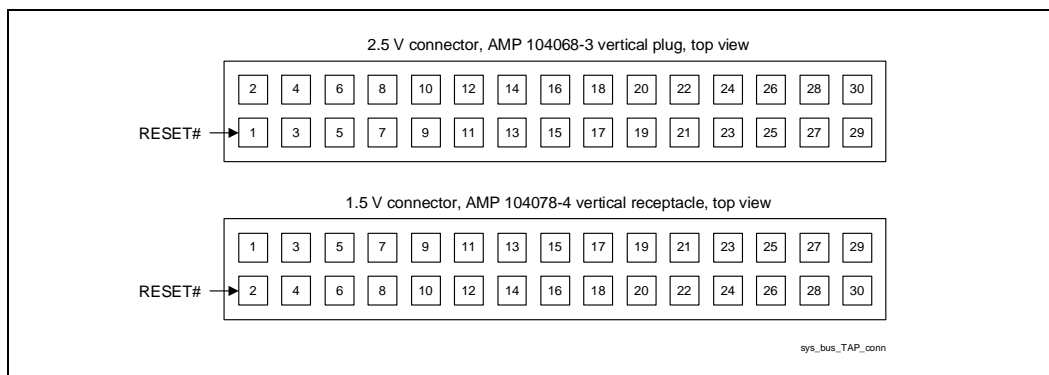 2.5 V connector, AMP 104068-3 vertical plug, top view
2 4 6 8 10 12 14 16 18 20 22 24 26 28 30
RESET# 1 3 5 7 9 11 13 15 17 19 21 23 25 27 29
1.5 V connector, AMP 104078-4 vertical receptacle, top view
1 3 5 7 9 11 13 15 17 19 21 23 25 27 29
RESET# 2 4 6 8 10 12 14 16 18 20 22 24 26 28 30
sys_bus_TAP_conn